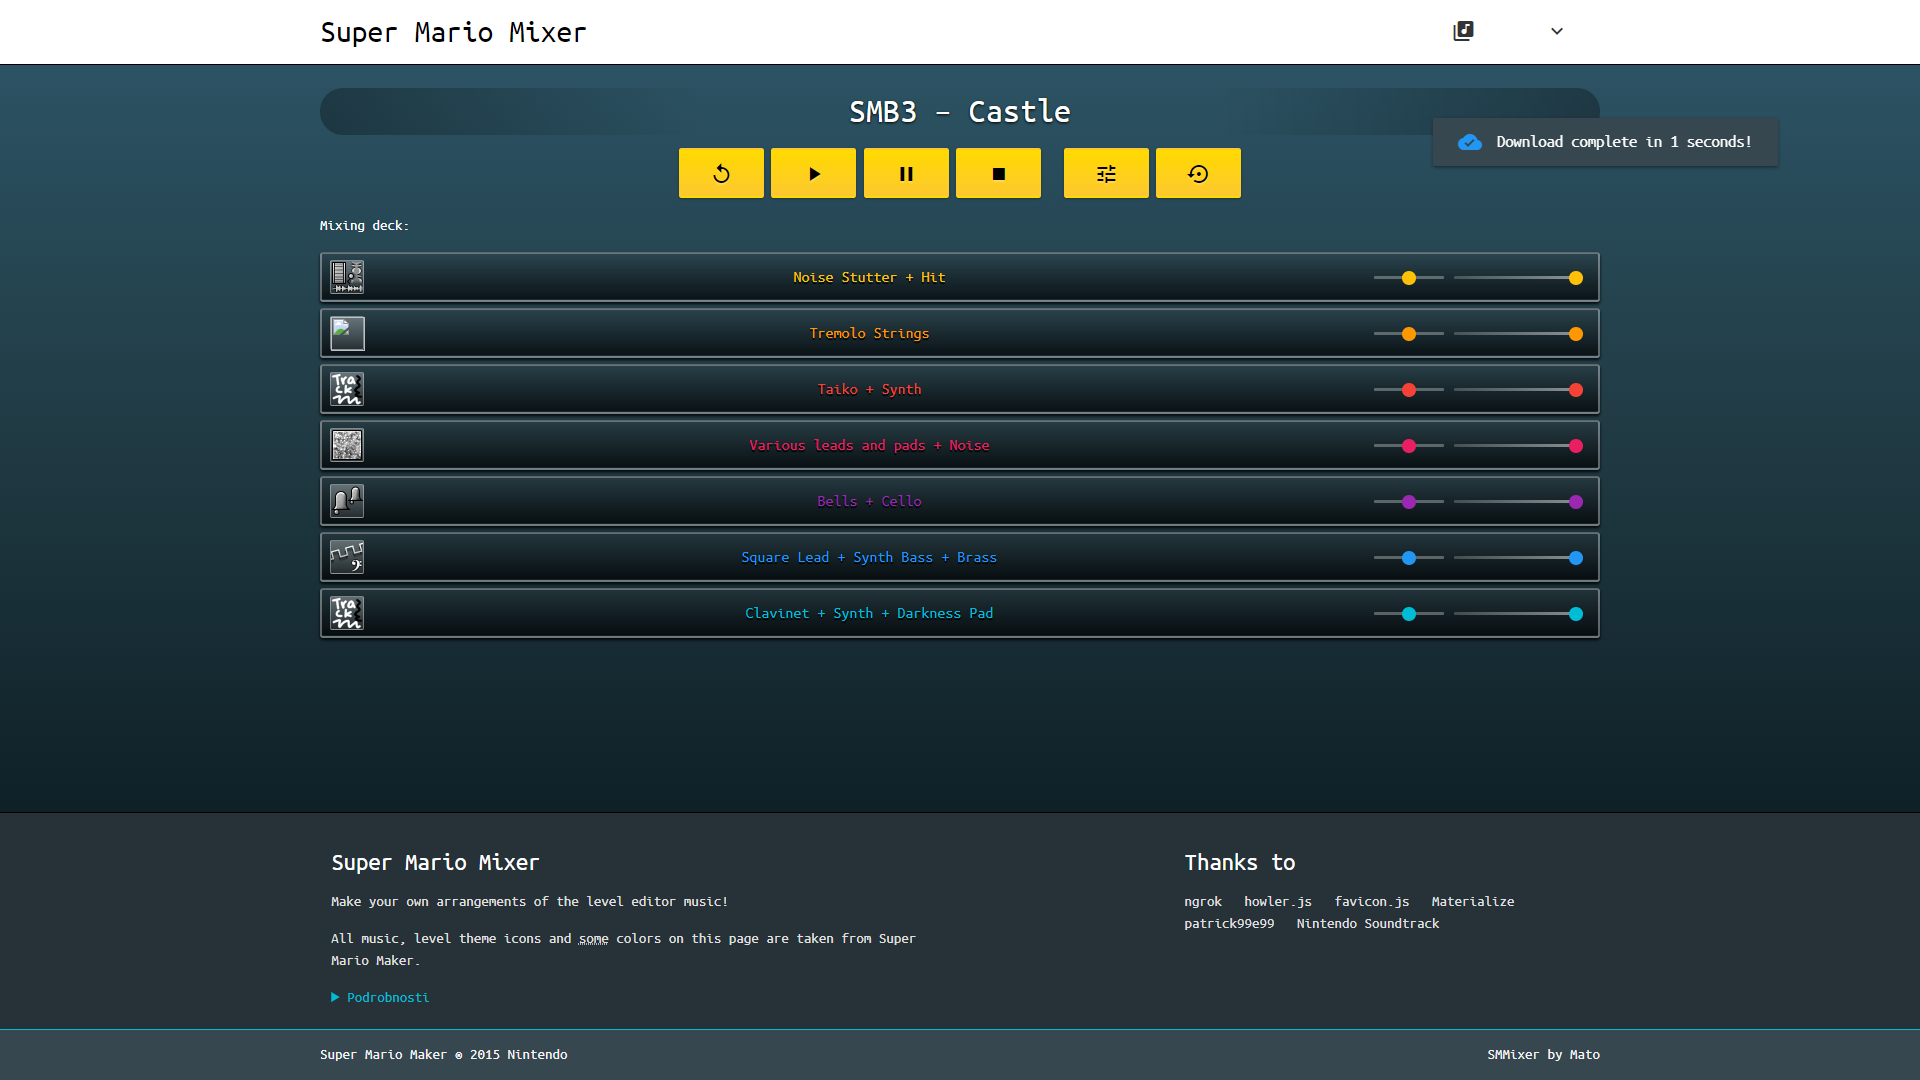 Super Mario Mixer
SMB3 – Castle
Download complete in 1 seconds!
Mixing deck:
Noise Stutter + Hit
Tremolo Strings
Track
Taiko + Synth
Various leads and pads + Noise
Bells + Cello
Square Lead + Synth Bass + Brass
Track
Clavinet + Synth + Darkness Pad
Super Mario Mixer
Make your own arrangements of the level editor music!
All music, level theme icons and some colors on this page are taken from Super
Mario Maker.
Podrobnosti
Thanks to
ngrok howler.js favicon.js Materialize
patrick99e99 Nintendo Soundtrack
Super Mario Maker © 2015 Nintendo
SMMixer by Mato